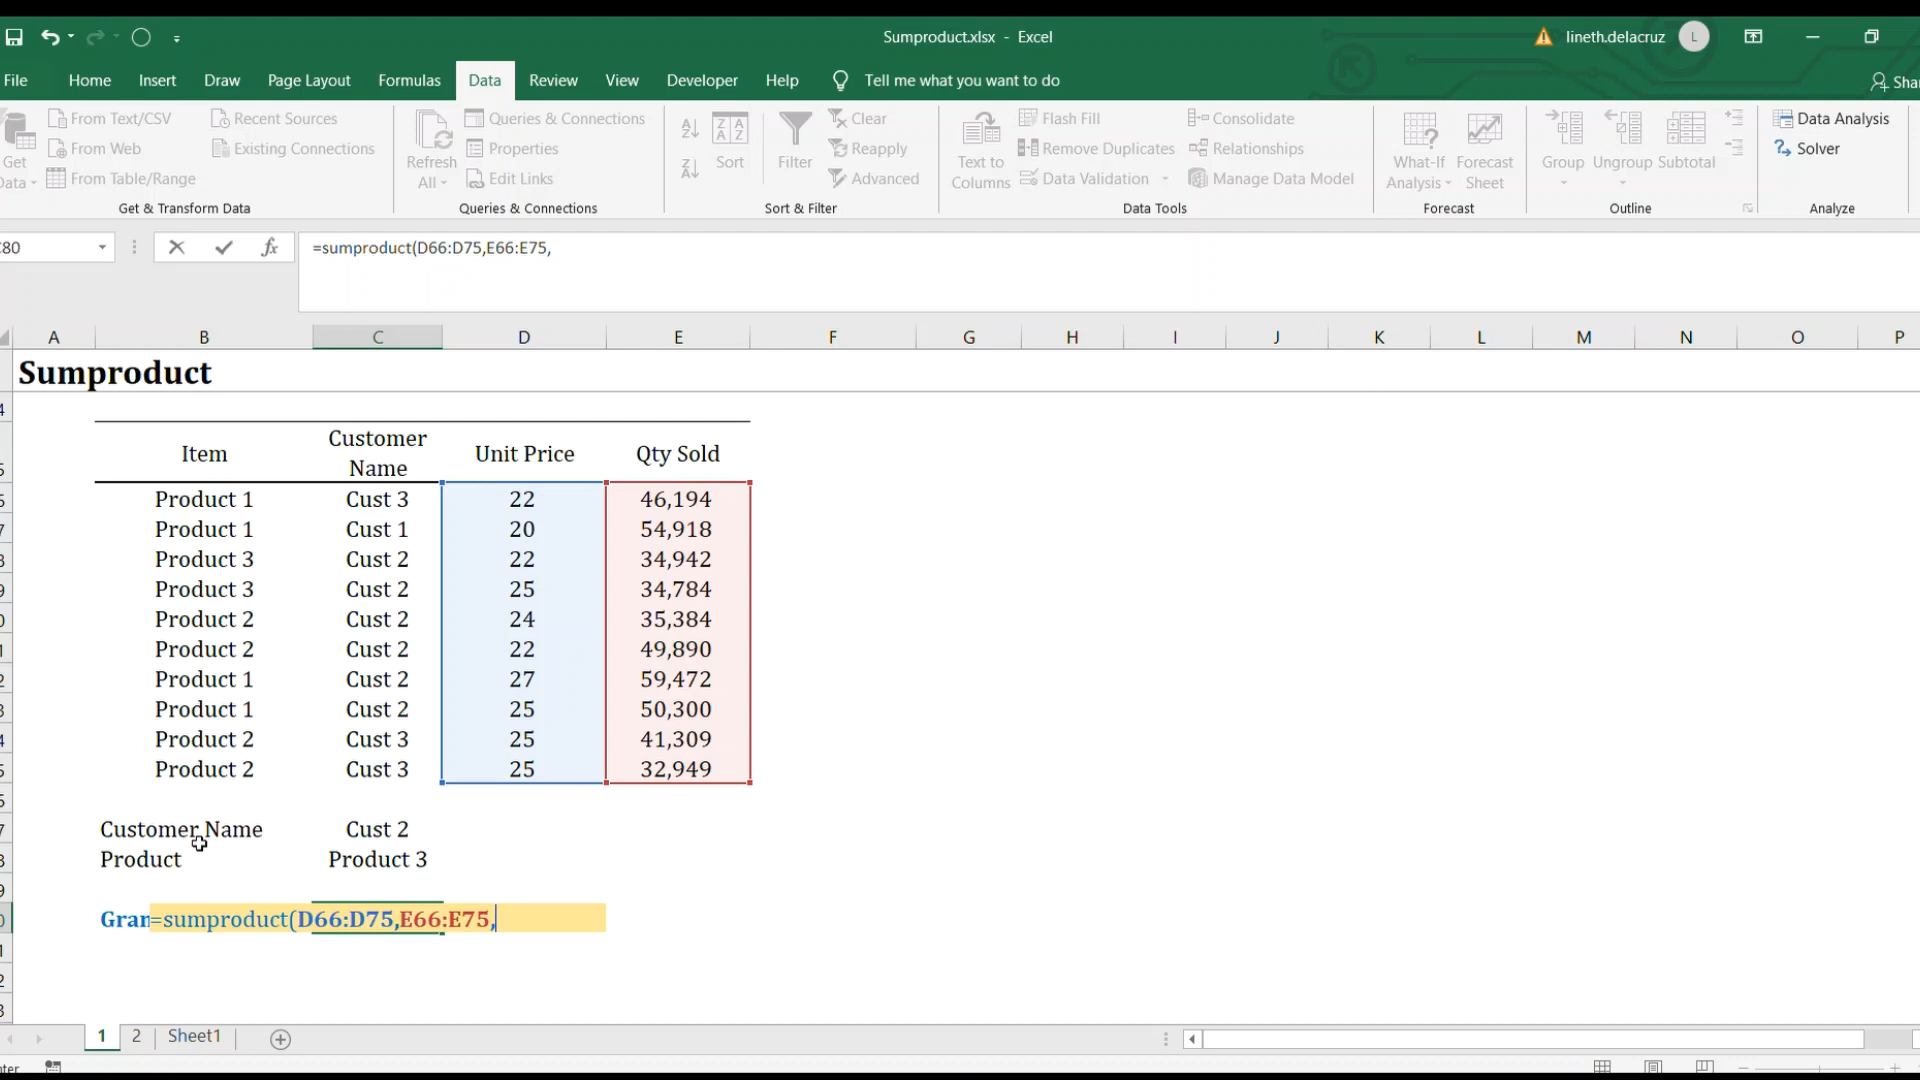 Sumproduct.xlsx - Excel
lineth.delacruz
L
File Home Insert Draw Page Layout Formulas Data Review View Developer Help Tell me what you want to do
Get Data
From Text/CSV
From Web
From Table/Range
Recent Sources
Existing Connections
Get & Transform Data
Refresh All
Queries & Connections
Properties
Edit Links
Queries & Connections
Sort
Filter
Clear
Reapply
Advanced
Sort & Filter
Text to Columns
Flash Fill
Remove Duplicates
Data Validation
Consolidate
Relationships
Manage Data Model
Data Tools
What-If Analysis
Forecast Sheet
Forecast
Group
Ungroup
Subtotal
Outline
Data Analysis
Solver
Analyze
=sumproduct(D66:D75,E66:E75,
A B C D E F G H I J K L M N O P
Sumproduct
Item Customer Name Unit Price Qty Sold
Product 1 Cust 3 22 46,194
Product 1 Cust 1 20 54,918
Product 3 Cust 2 22 34,942
Product 3 Cust 2 25 34,784
Product 2 Cust 2 24 35,384
Product 2 Cust 2 22 49,890
Product 1 Cust 2 27 59,472
Product 1 Cust 2 25 50,300
Product 2 Cust 3 25 41,309
Product 2 Cust 3 25 32,949
Customer Name Cust 2
Product Product 3
Gran=sumproduct(D66:D75,E66:E75,
1 2 Sheet1